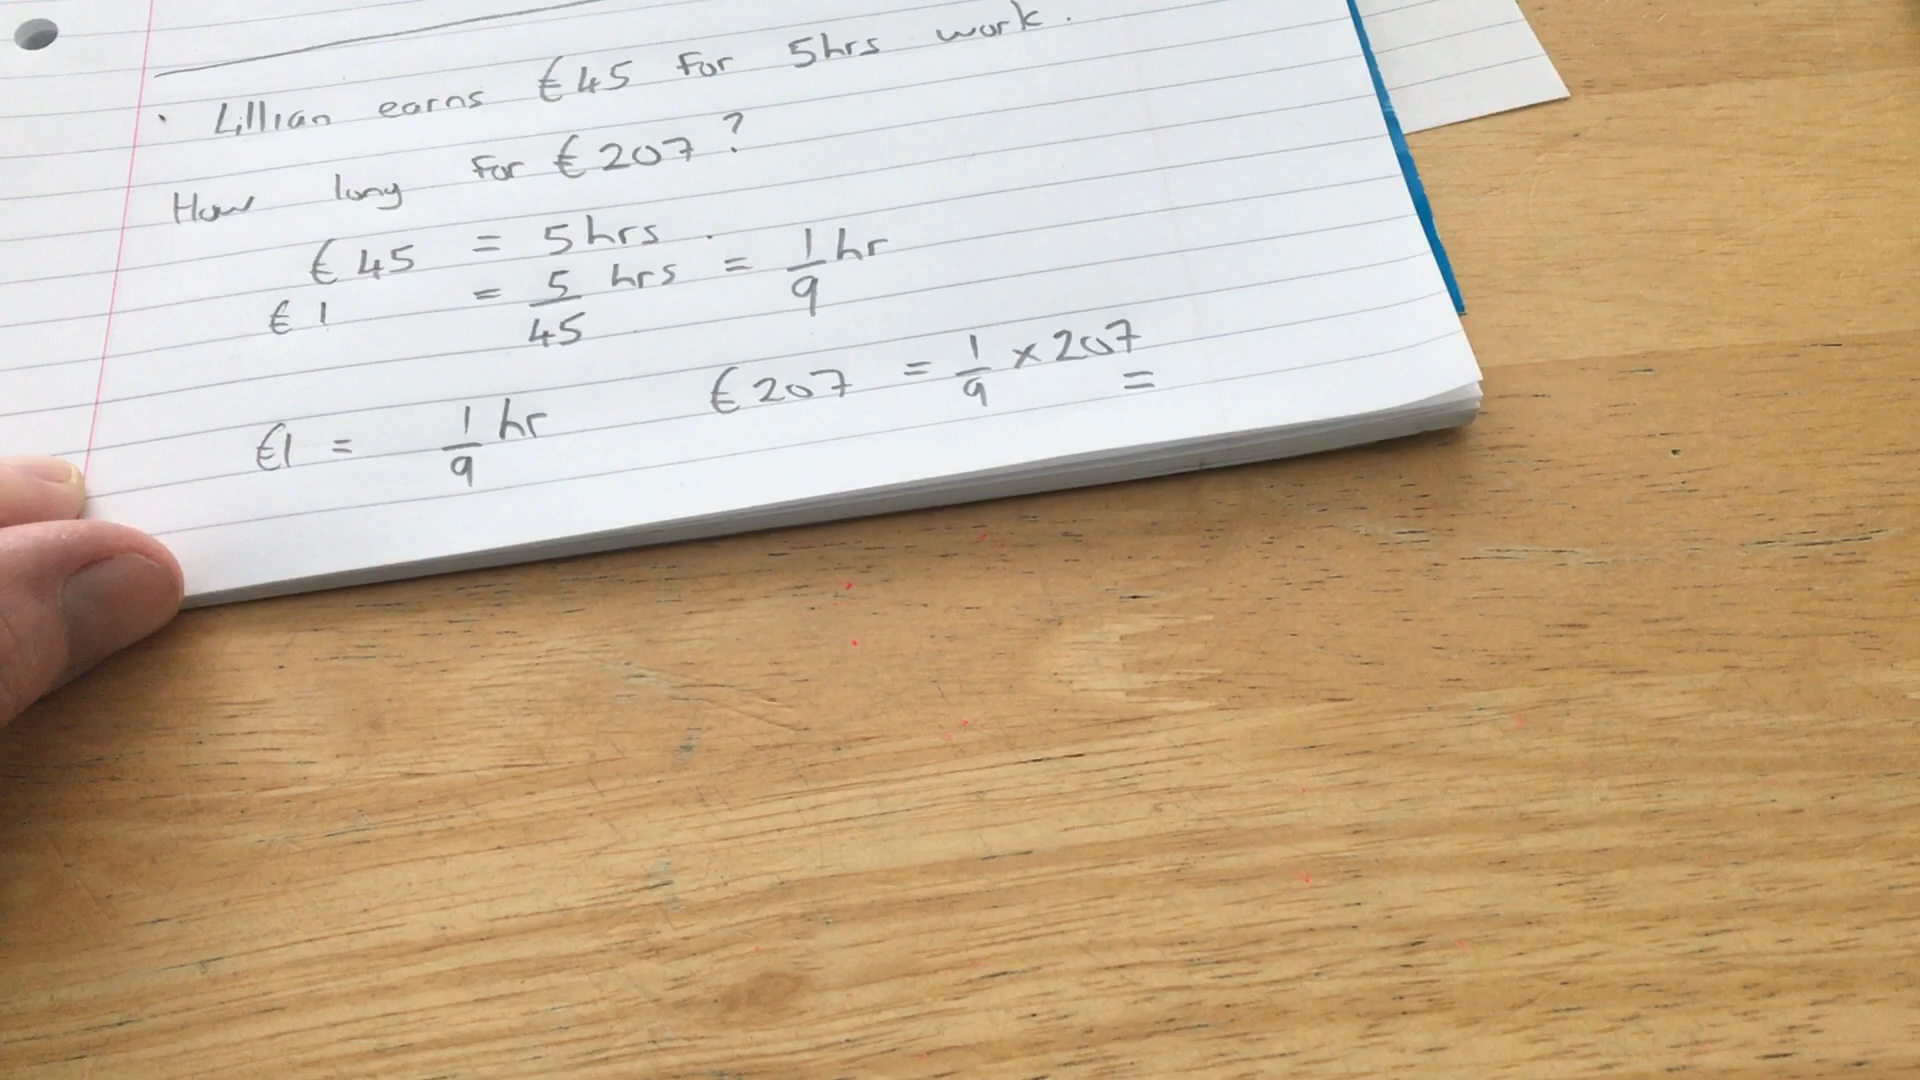 · Lillian earns €45 for 5hrs work.
How long for €207?
€45 = 5hrs.
€1 = 5/45 hrs = 1/9 hr
€1 = 1/9 hr €207 = 1/9 × 207
=